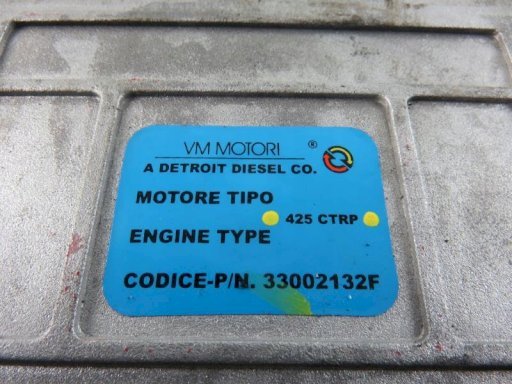 VM MOTORI ®
A DETROIT DIESEL CO.
MOTORE TIPO
425 CTRP
ENGINE TYPE
CODICE-P/N. 33002132F